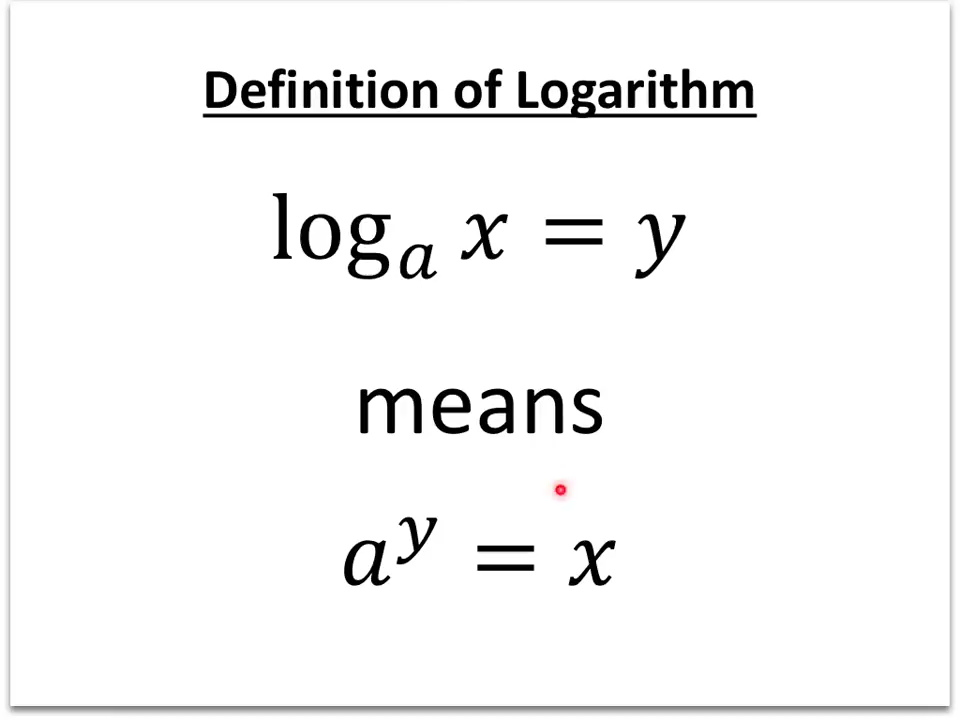 Definition of Logarithm
logₐ x = y
means
aʸ = x